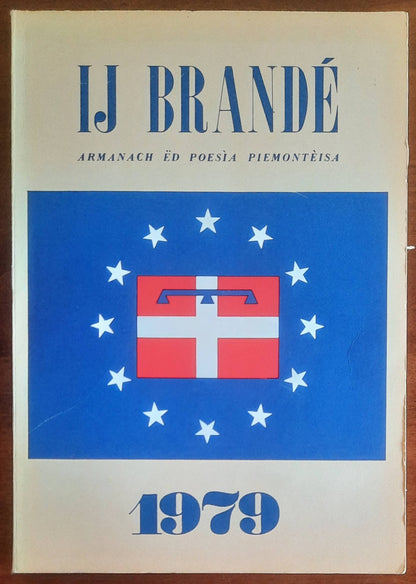 IJ BRANDÉ
ARMANACH ËD POESÌA PIEMONTÈISA
1979